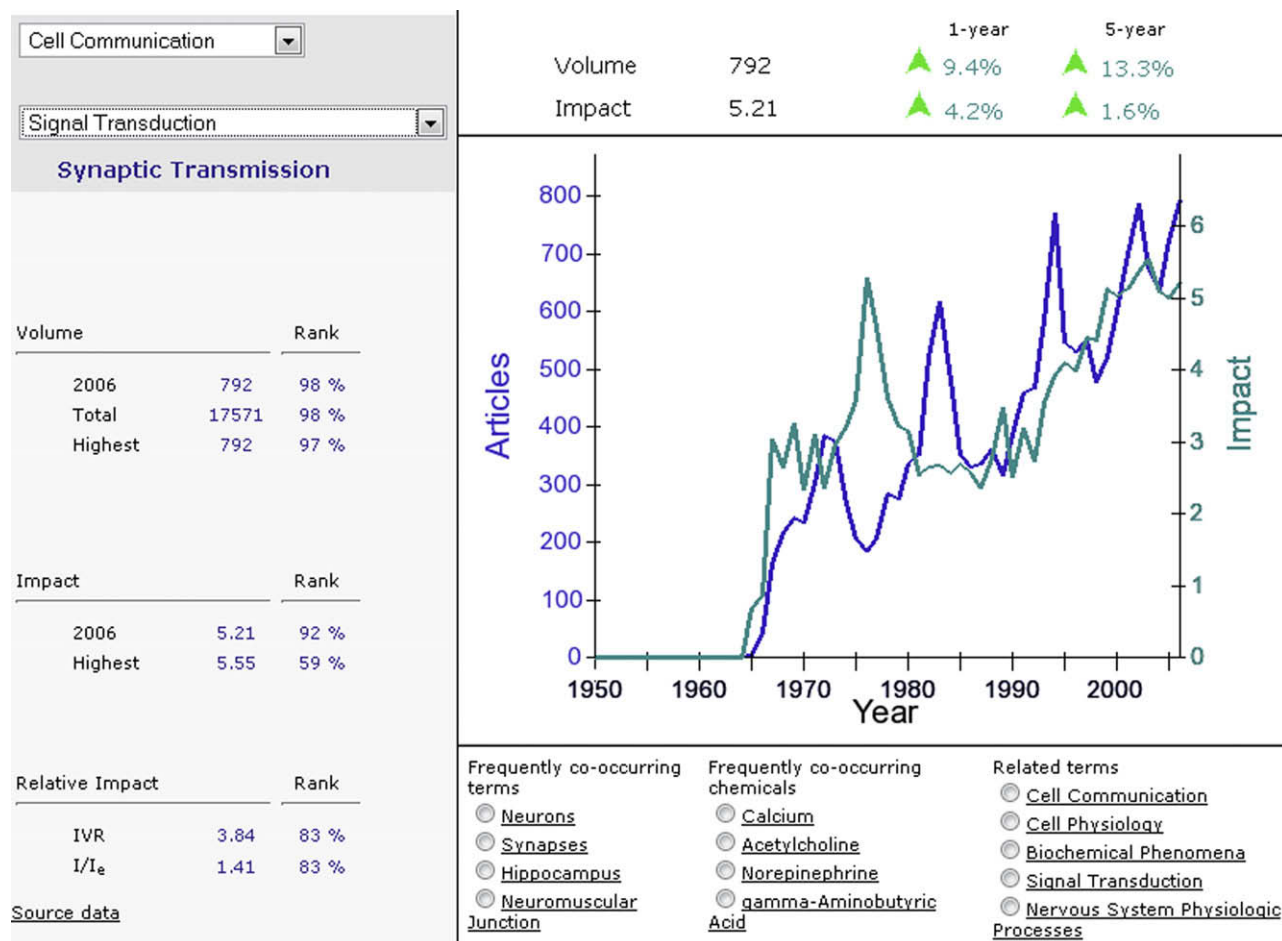 Cell Communication
Signal Transduction
Synaptic Transmission
Volume Rank
2006 792 98 %
Total 17571 98 %
Highest 792 97 %
Impact Rank
2006 5.21 92 %
Highest 5.55 59 %
Relative Impact Rank
IVR 3.84 83 %
I/Ie 1.41 83 %
Source data
1-year 5-year
Volume 792 9.4% 13.3%
Impact 5.21 4.2% 1.6%
Articles
800
700
600
500
400
300
200
100
0
6
5
4
3
2
1
0
Impact
1950 1960 1970 1980 1990 2000
Year
Frequently co-occurring
terms
Neurons
Synapses
Hippocampus
Neuromuscular
Junction
Frequently co-occurring
chemicals
Calcium
Acetylcholine
Norepinephrine
gamma-Aminobutyric
Acid
Related terms
Cell Communication
Cell Physiology
Biochemical Phenomena
Signal Transduction
Nervous System Physiologic
Processes